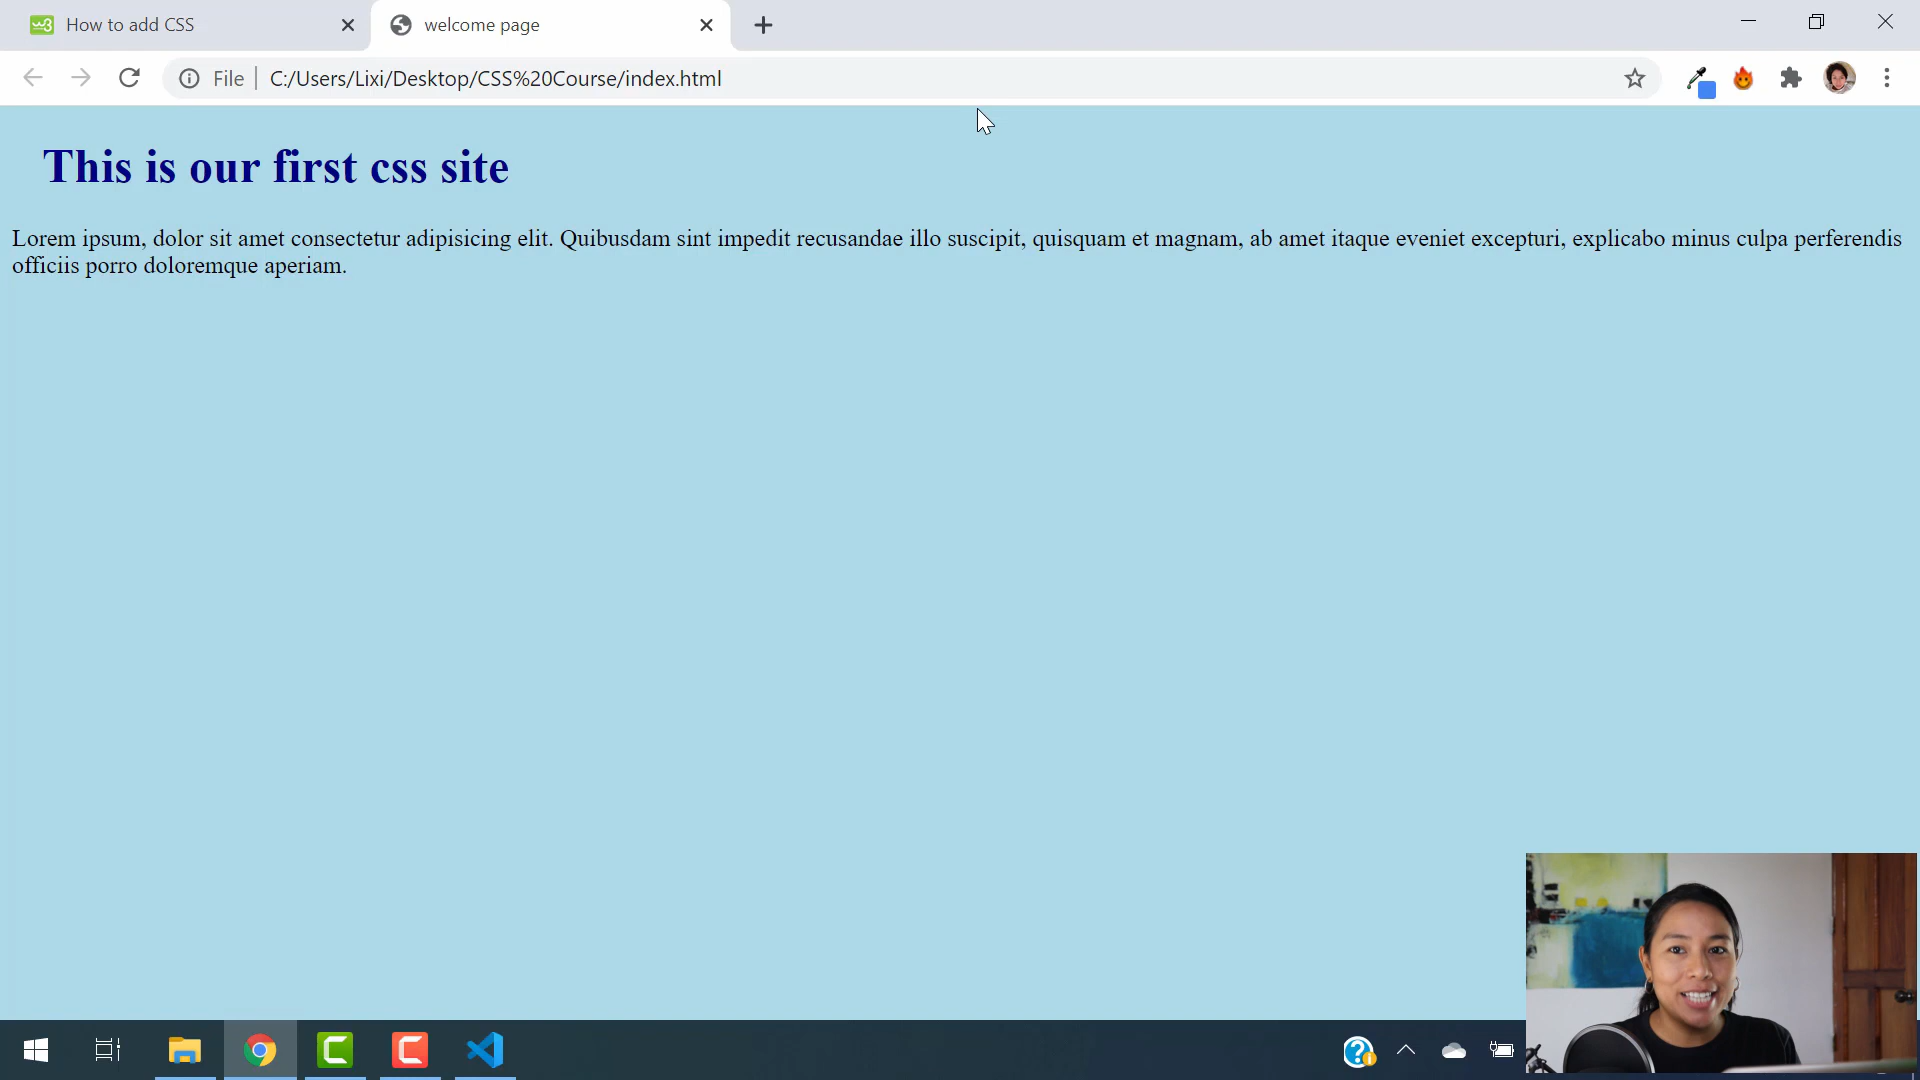 How to add CSS
welcome page
File
C:/Users/Lixi/Desktop/CSS%20Course/index.html
This is our first css site
Lorem ipsum, dolor sit amet consectetur adipisicing elit. Quibusdam sint impedit recusandae illo suscipit, quisquam et magnam, ab amet itaque eveniet excepturi, explicabo minus culpa perferendis
officiis porro doloremque aperiam.